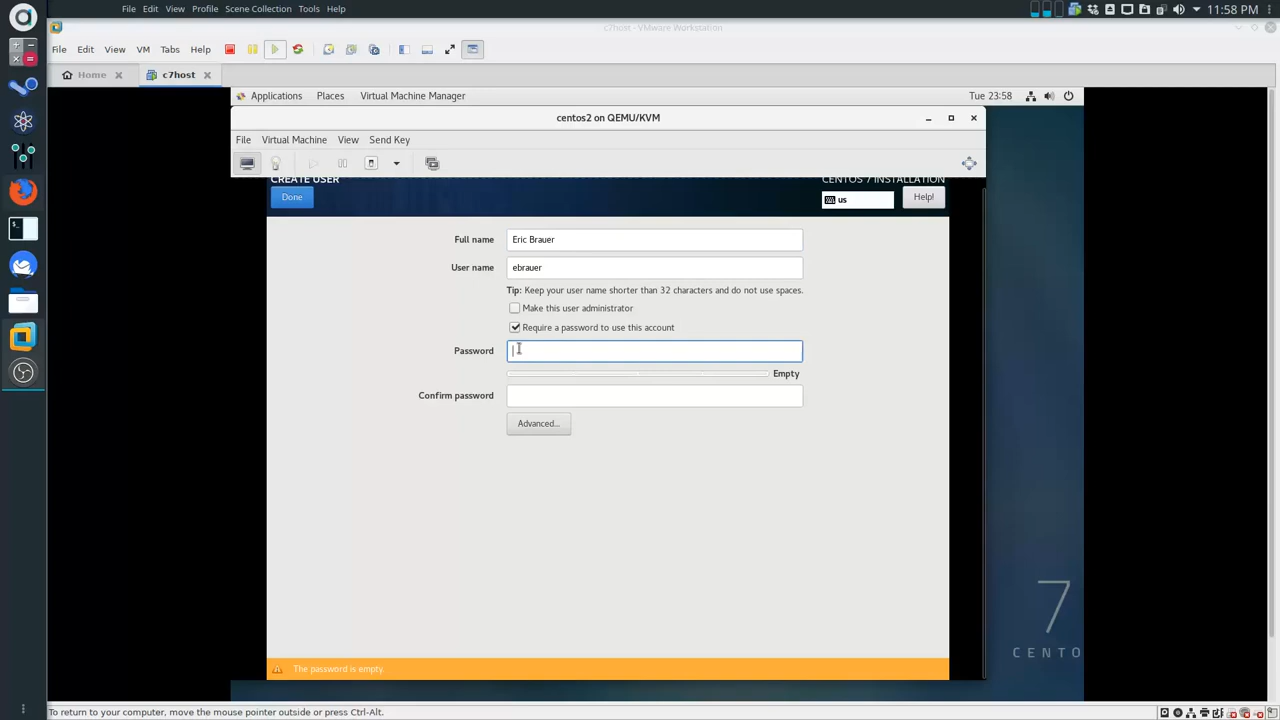 File Edit View Profile Scene Collection Tools Help
11:58 PM
c7host - VMware Workstation
File Edit View VM Tabs Help
Home
c7host
Applications Places Virtual Machine Manager
Tue 23:58
centos2 on QEMU/KVM
File Virtual Machine View Send Key
CREATE USER
CENTOS 7 INSTALLATION
Done
us
Help!
Full name
Eric Brauer
User name
ebrauer
Tip: Keep your user name shorter than 32 characters and do not use spaces.
Make this user administrator
Require a password to use this account
Password
Empty
Confirm password
Advanced...
7
CENTO
The password is empty.
To return to your computer, move the mouse pointer outside or press Ctrl-Alt.